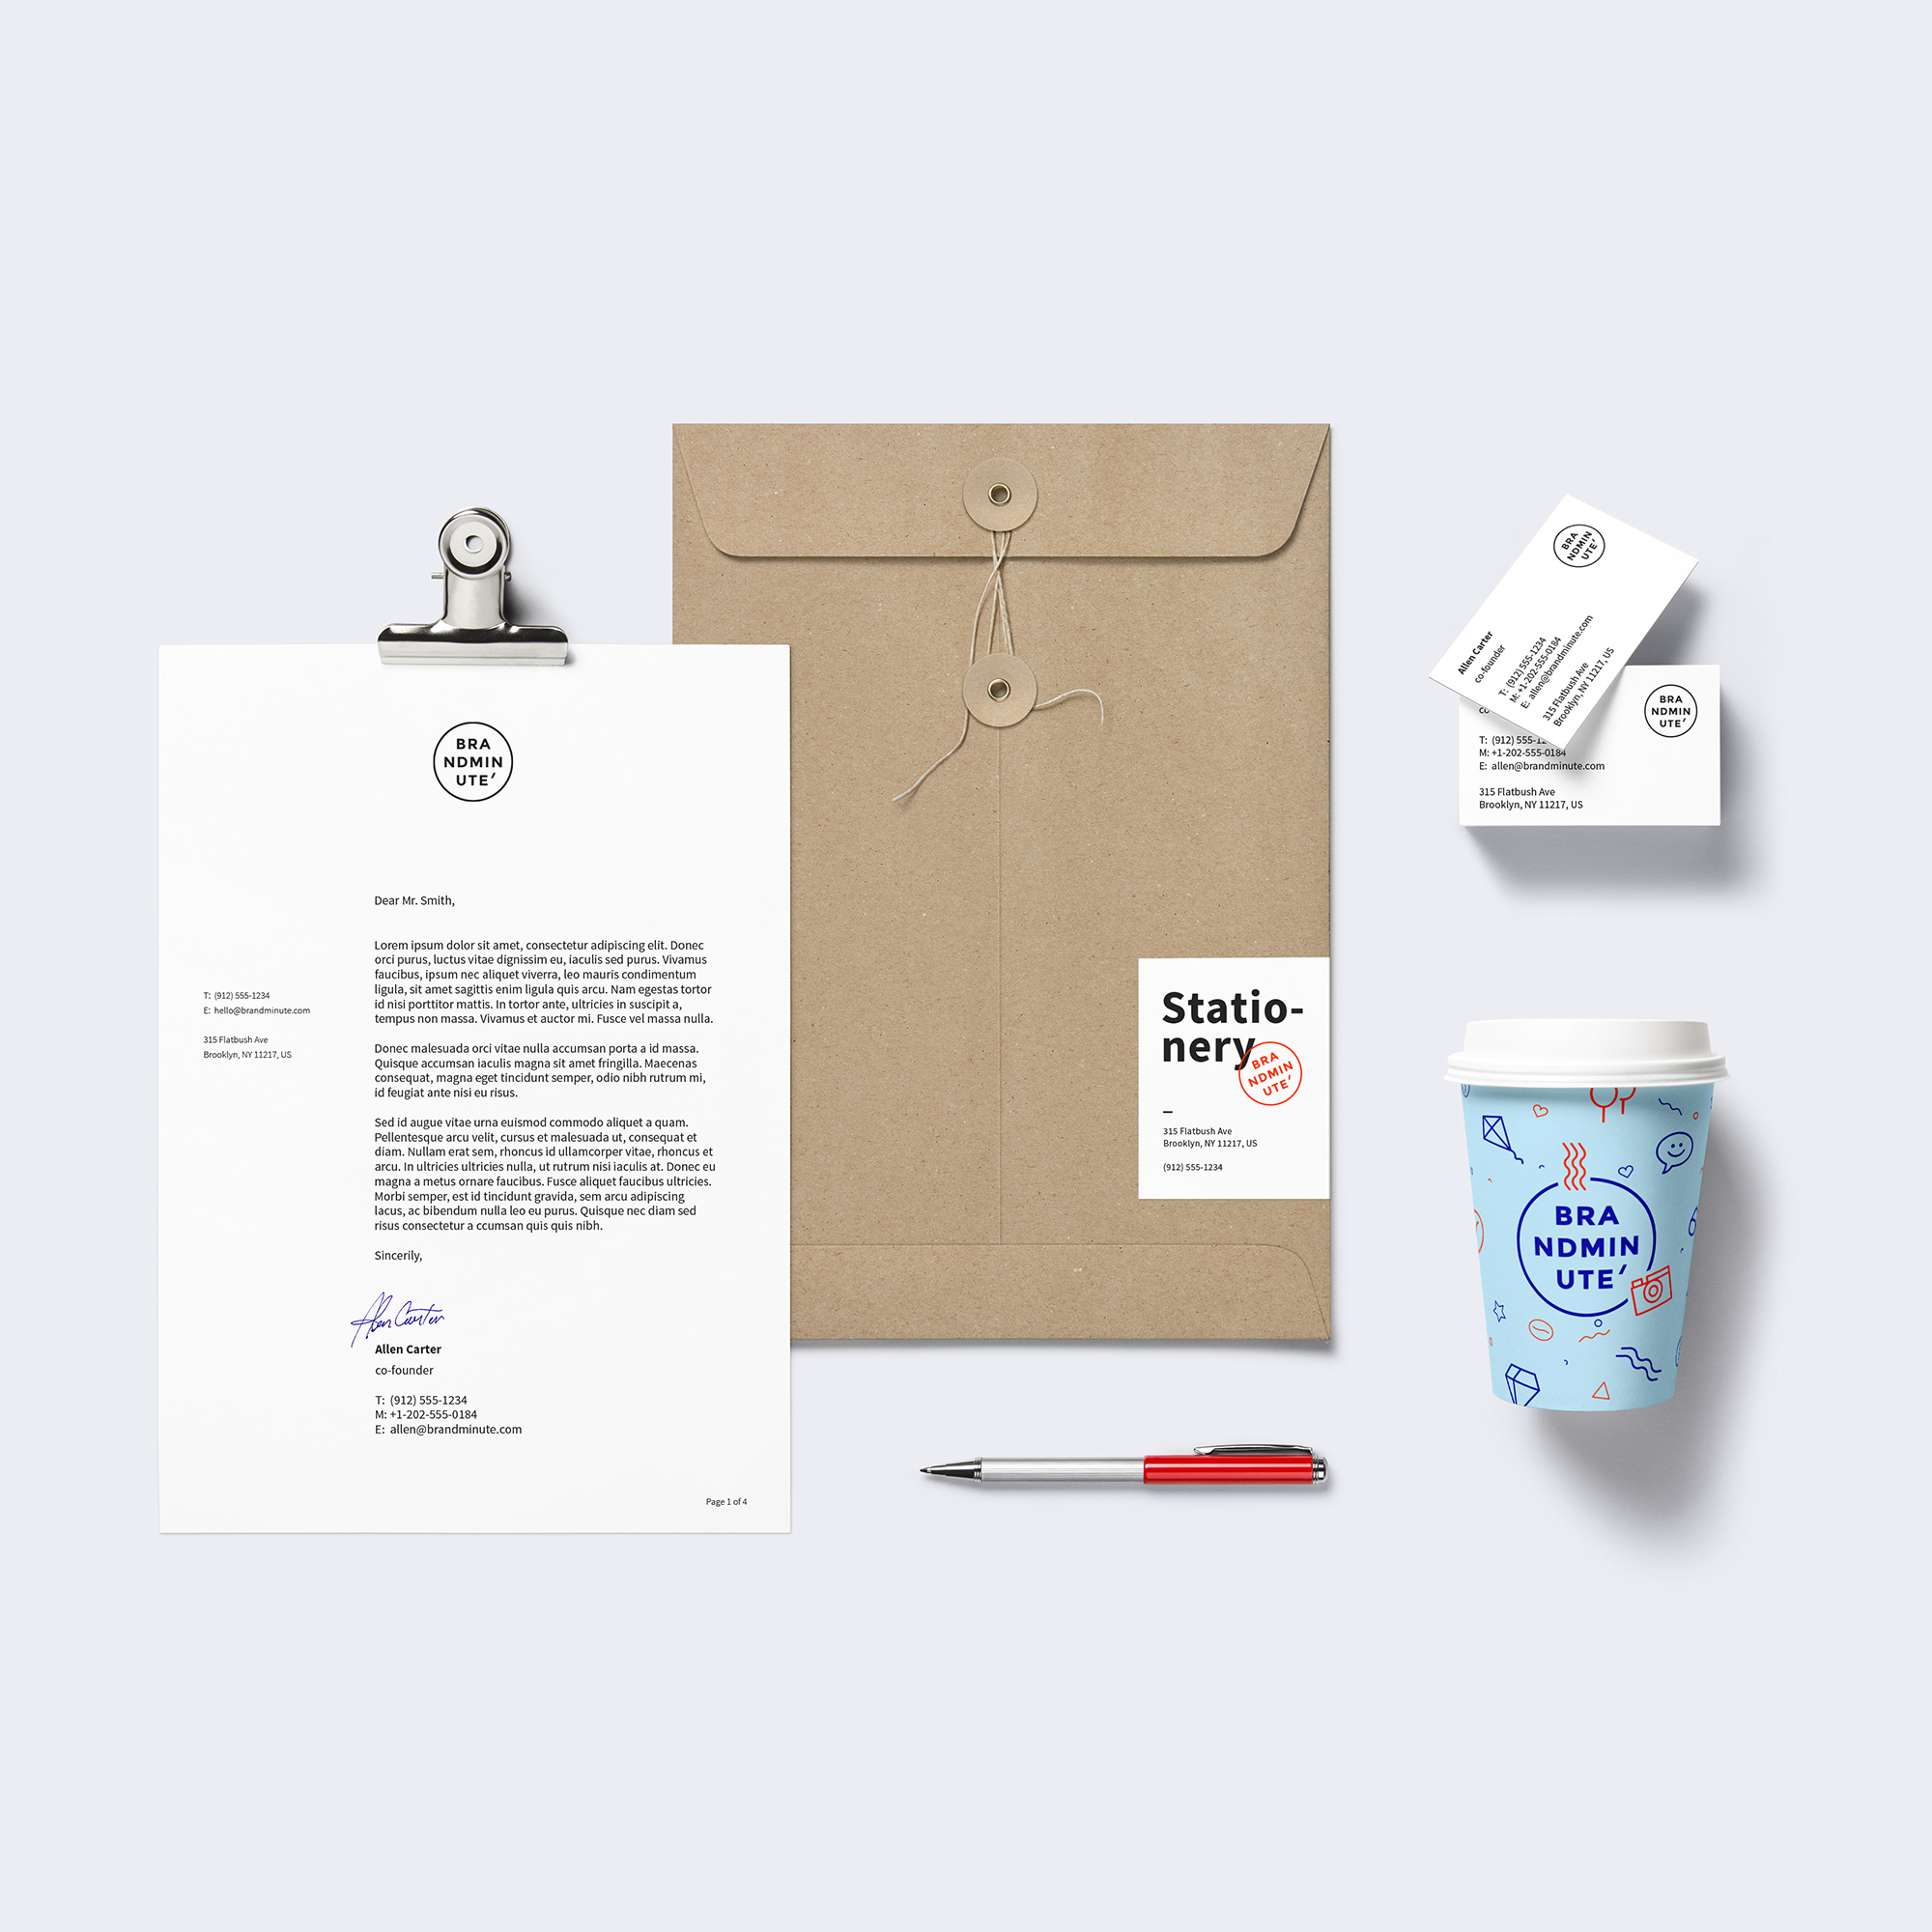 BRA
NDMIN
UTE′
Dear Mr. Smith,
Lorem ipsum dolor sit amet, consectetur adipiscing elit. Donec
orci purus, luctus vitae dignissim eu, iaculis sed purus. Vivamus
faucibus, ipsum nec aliquet viverra, leo mauris condimentum
ligula, sit amet sagittis enim ligula quis arcu. Nam egestas tortor
id nisi porttitor mattis. In tortor ante, ultricies in suscipit a,
tempus non massa. Vivamus et auctor mi. Fusce vel massa nulla.
Donec malesuada orci vitae nulla accumsan porta a id massa.
Quisque accumsan iaculis magna sit amet fringilla. Maecenas
consequat, magna eget tincidunt semper, odio nibh rutrum mi,
id feugiat ante nisi eu risus.
Sed id augue vitae urna euismod commodo aliquet a quam.
Pellentesque arcu velit, cursus et malesuada ut, consequat et
diam. Nullam erat sem, rhoncus id ullamcorper vitae, rhoncus et
arcu. In ultricies ultricies nulla, ut rutrum nisi iaculis at. Donec eu
magna a metus ornare faucibus. Fusce aliquet faucibus ultricies.
Morbi semper, est id tincidunt gravida, sem arcu adipiscing
lacus, ac bibendum nulla leo eu purus. Quisque nec diam sed
risus consectetur a ccumsan quis quis nibh.
Sincerily,
Allen Carter
Allen Carter
co-founder
T: (912) 555-1234
M: +1-202-555-0184
E: allen@brandminute.com
Page 1 of 4
T: (912) 555-1234
E: hello@brandminute.com
315 Flatbush Ave
Brooklyn, NY 11217, US
Statio-
nery
BRA
NDMIN
UTE′
–
315 Flatbush Ave
Brooklyn, NY 11217, US
(912) 555-1234
BRA
NDMIN
UTE′
Allen Carter
co-founder
T: (912) 555-1234
M: +1-202-555-0184
E: allen@brandminute.com
315 Flatbush Ave
Brooklyn, NY 11217, US
BRA
NDMIN
UTE′
co
T: (912) 555-12
M: +1-202-555-0184
E: allen@brandminute.com
315 Flatbush Ave
Brooklyn, NY 11217, US
BRA
NDMIN
UTE′